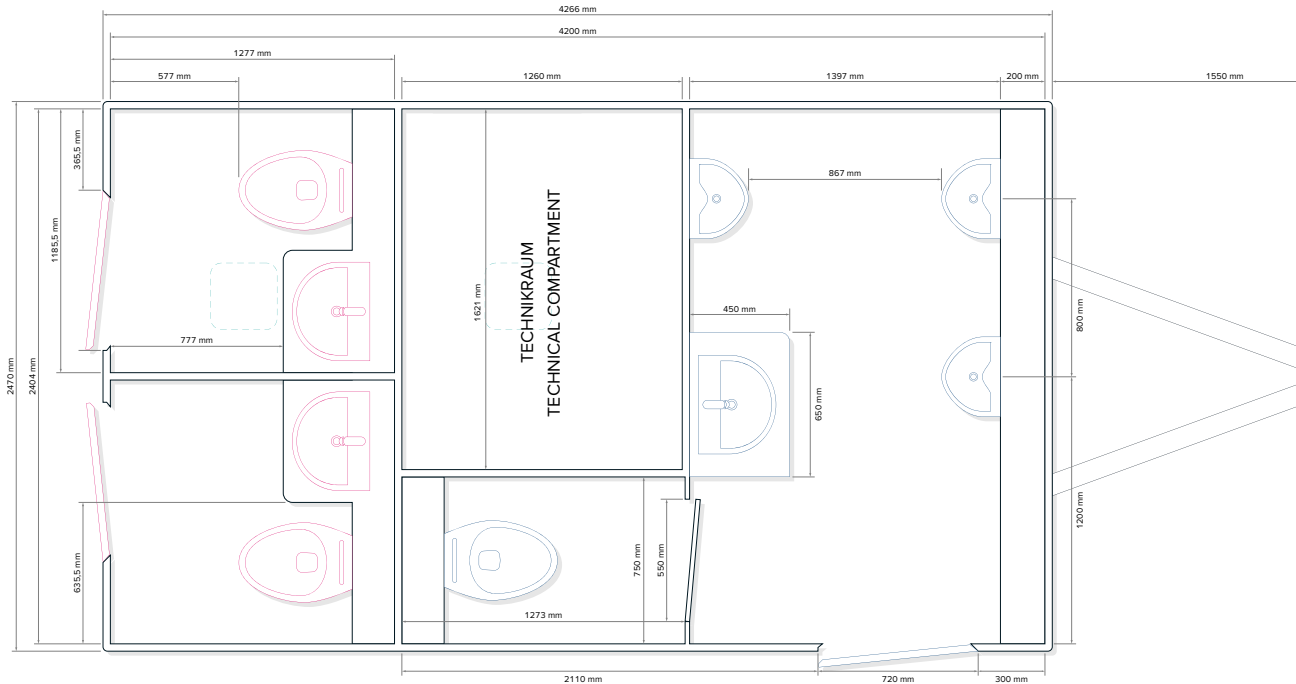 4266 mm
4200 mm
1277 mm
577 mm
1260 mm
1397 mm
200 mm
1550 mm
365,5 mm
1185,5 mm
867 mm
TECHNIKRAUM
TECHNICAL COMPARTMENT
1621 mm
450 mm
800 mm
777 mm
2470 mm
2404 mm
650 mm
1200 mm
635,5 mm
750 mm
550 mm
1273 mm
2110 mm
720 mm
300 mm